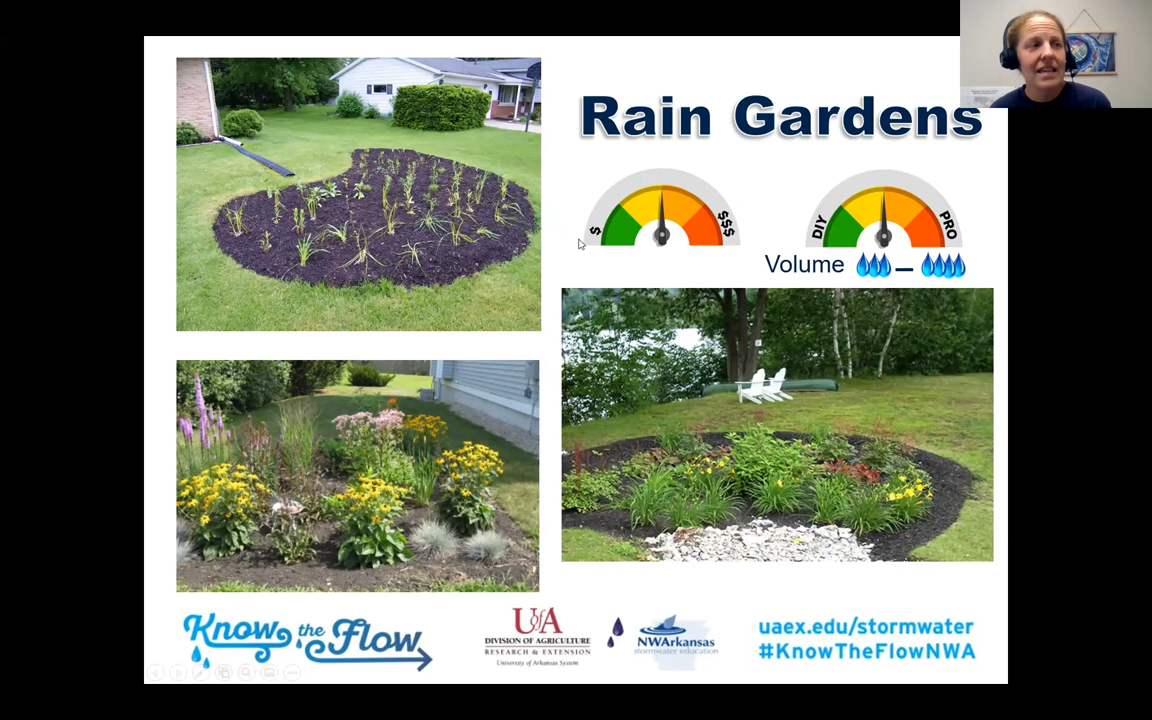 Rain Gardens
$
$$$
DIY
PRO
Volume
Know the Flow
UofA
DIVISION OF AGRICULTURE
RESEARCH & EXTENSION
University of Arkansas System
NWArkansas
stormwater education
uaex.edu/stormwater
#KnowTheFlowNWA